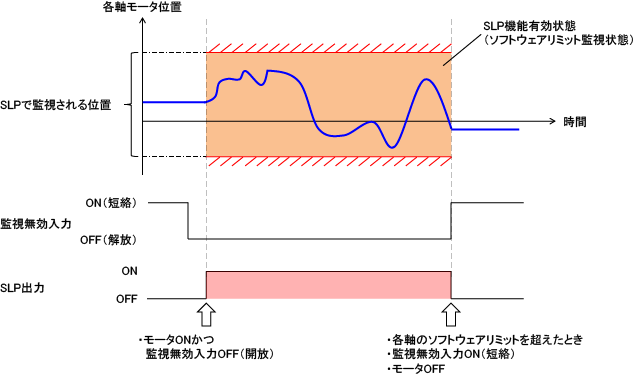 各軸モータ位置
SLP機能有効状態
（ソフトウェアリミット監視状態）
SLPで監視される位置
時間
ON（短絡）
監視無効入力
OFF（解放）
ON
SLP出力
OFF
・モータONかつ
監視無効入力OFF（開放）
・各軸のソフトウェアリミットを超えたとき
・監視無効入力ON（短絡）
・モータOFF